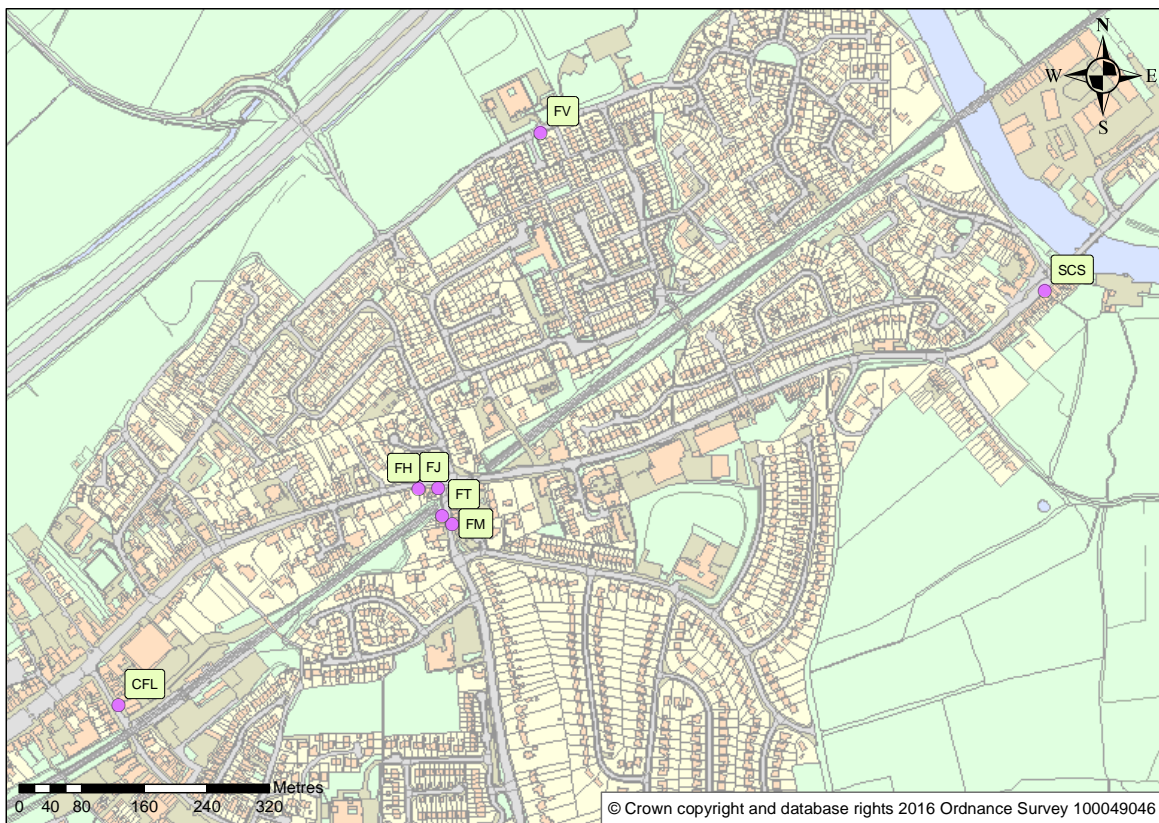 N
W E
S
FV
SCS
FH FJ
FT
FM
CFL
Metres
0 40 80 160 240 320
© Crown copyright and database rights 2016 Ordnance Survey 100049046